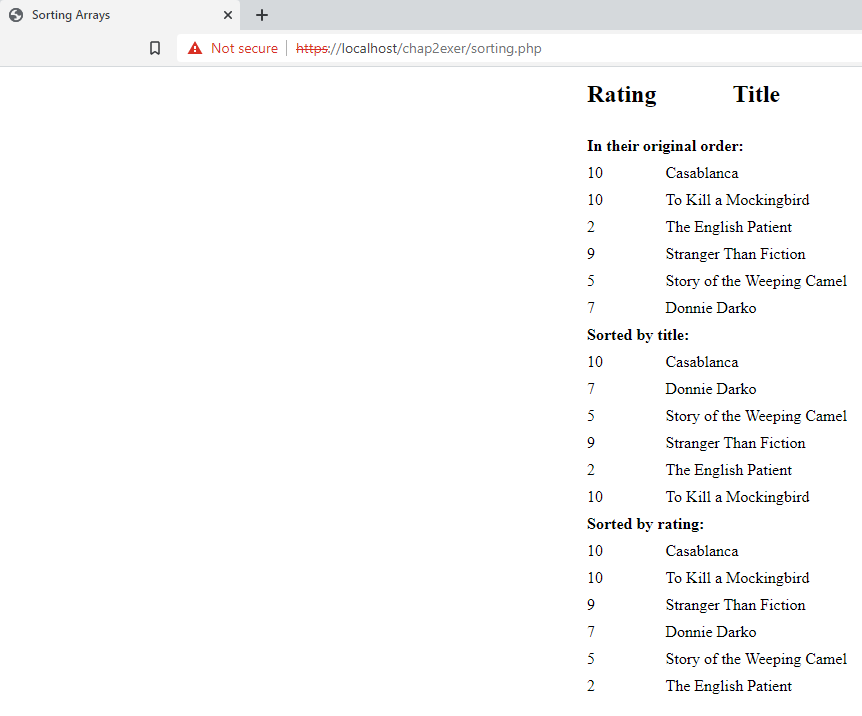 Sorting Arrays
Not secure https://localhost/chap2exer/sorting.php
Rating Title
In their original order:
10 Casablanca
10 To Kill a Mockingbird
2 The English Patient
9 Stranger Than Fiction
5 Story of the Weeping Camel
7 Donnie Darko
Sorted by title:
10 Casablanca
7 Donnie Darko
5 Story of the Weeping Camel
9 Stranger Than Fiction
2 The English Patient
10 To Kill a Mockingbird
Sorted by rating:
10 Casablanca
10 To Kill a Mockingbird
9 Stranger Than Fiction
7 Donnie Darko
5 Story of the Weeping Camel
2 The English Patient